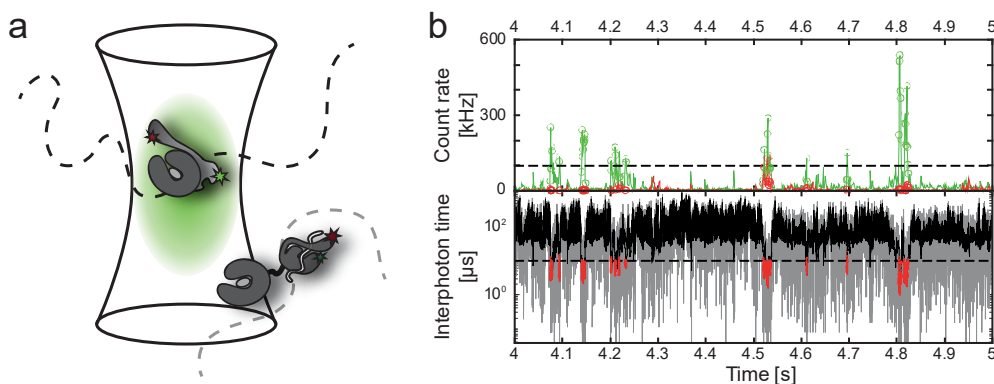 a
b
4 4.1 4.2 4.3 4.4 4.5 4.6 4.7 4.8 4.9 5
600
300
0
Count rate
[kHz]
10²
10⁰
Interphoton time
[µs]
4 4.1 4.2 4.3 4.4 4.5 4.6 4.7 4.8 4.9 5
Time [s]